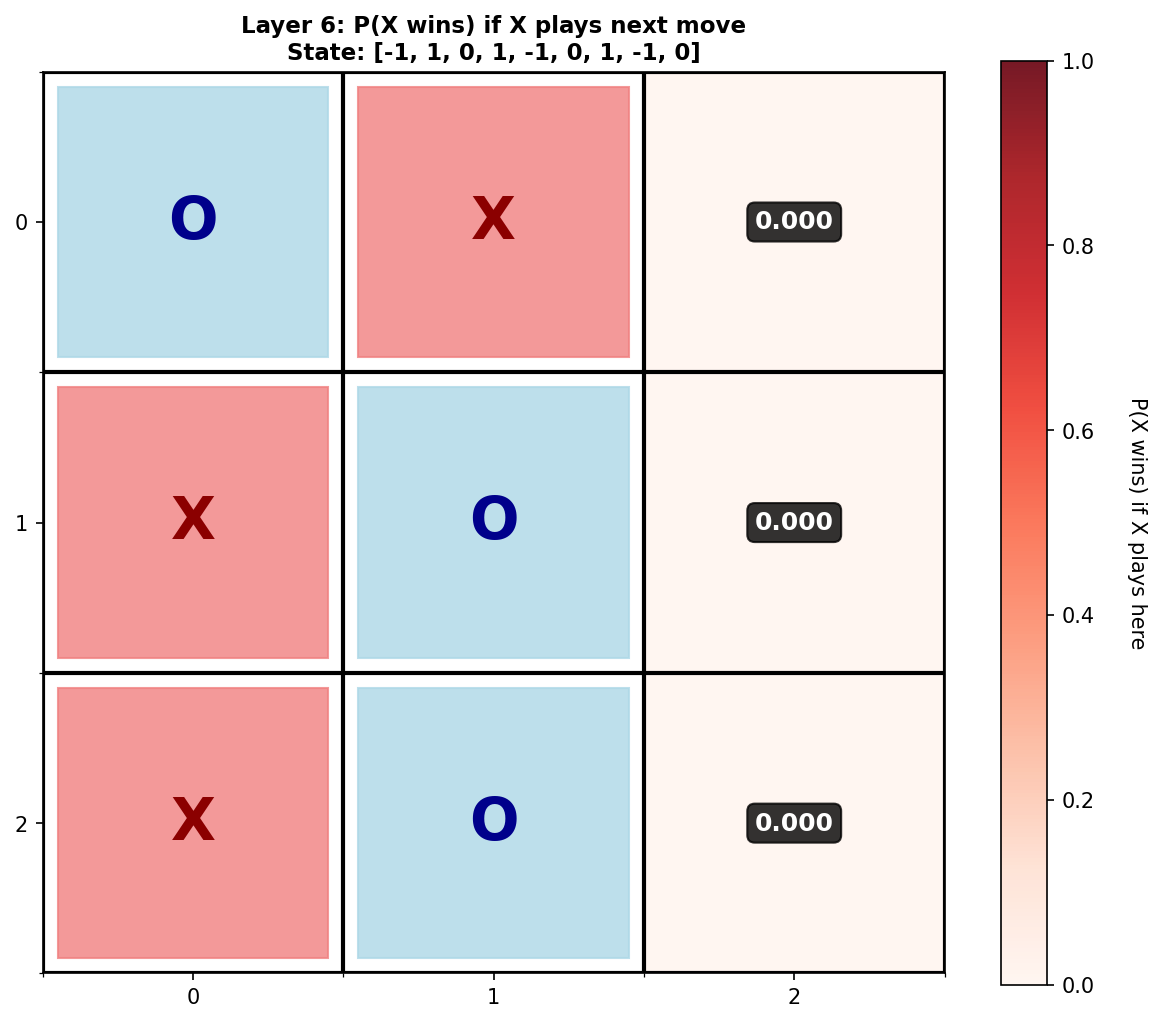 Layer 6: P(X wins) if X plays next move
State: [-1, 1, 0, 1, -1, 0, 1, -1, 0]
0
O
X
0.000
1
X
O
0.000
2
X
O
0.000
0
1
2
1.0
0.8
0.6
0.4
0.2
0.0
P(X wins) if X plays here